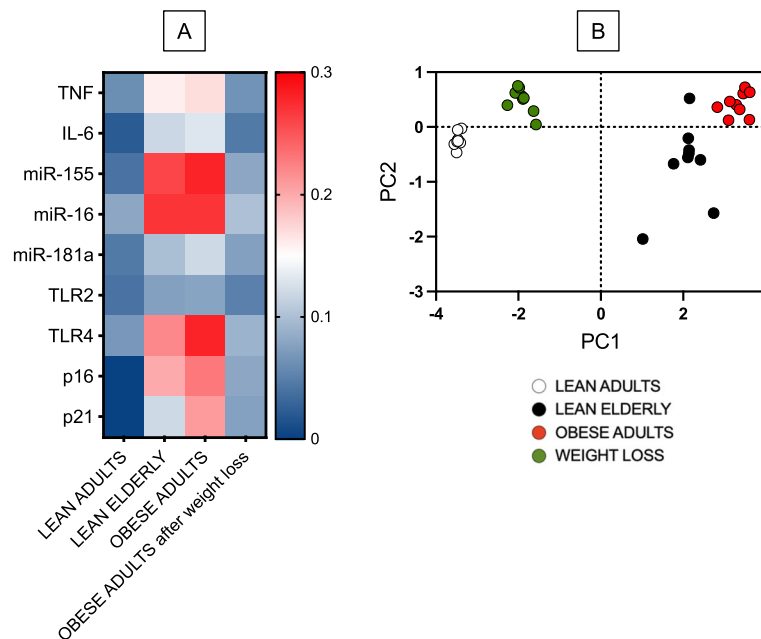 A
TNF
IL-6
miR-155
miR-16
miR-181a
TLR2
TLR4
p16
p21
0.3
0.2
0.1
0
LEAN ADULTS
LEAN ELDERLY
OBESE ADULTS
OBESE ADULTS after weight loss
B
1
0
-1
-2
-3
PC2
-4
-2
0
2
PC1
LEAN ADULTS
LEAN ELDERLY
OBESE ADULTS
WEIGHT LOSS